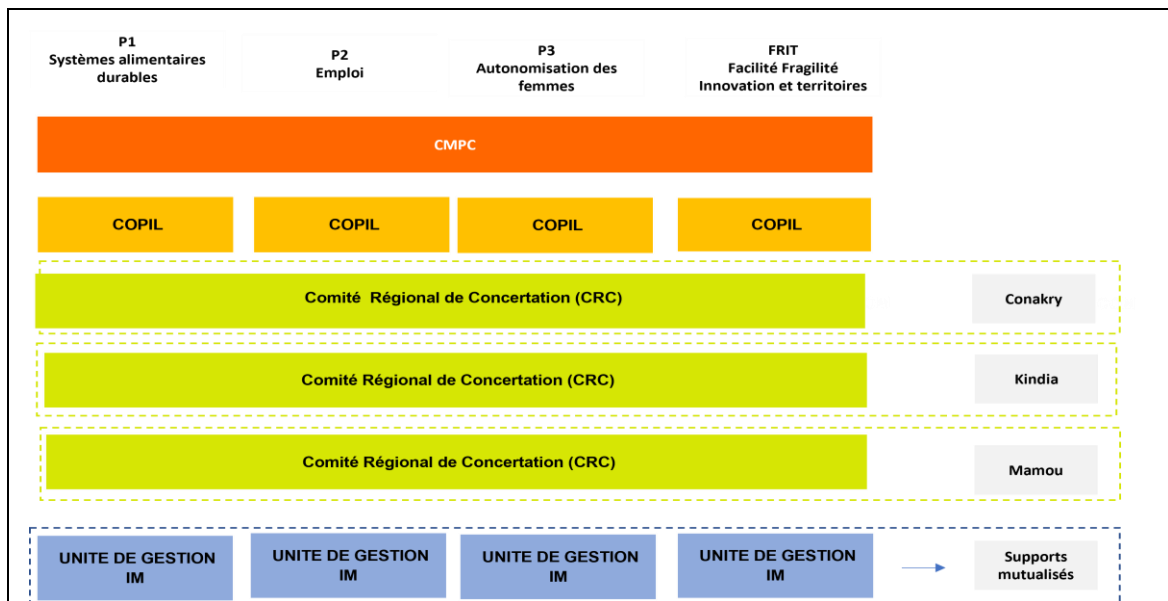 P1
Systèmes alimentaires
durables
P2
Emploi
P3
Autonomisation des
femmes
FRIT
Facilité Fragilité
Innovation et territoires
CMPC
COPIL
COPIL
COPIL
COPIL
Comité Régional de Concertation (CRC)
Conakry
Comité Régional de Concertation (CRC)
Kindia
Comité Régional de Concertation (CRC)
Mamou
UNITE DE GESTION
IM
UNITE DE GESTION
IM
UNITE DE GESTION
IM
UNITE DE GESTION
IM
Supports
mutualisés